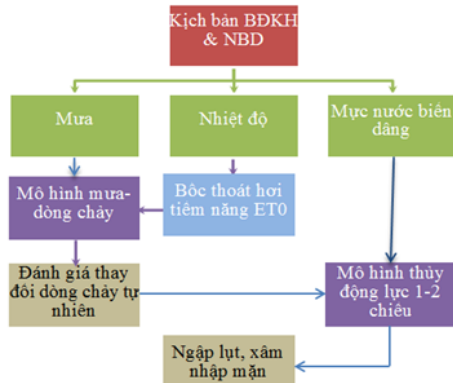 Kịch bản BĐKH
& NBD
Mưa
Nhiệt độ
Mực nước biển
dâng
Mô hình mưa-
dòng chảy
Bôc thoát hơi
tiêm năng ET0
Đánh giá thay
đổi dòng chảy tự
nhiên
Mô hình thủy
động lực 1-2
chiều
Ngập lụt, xâm
nhập mặn